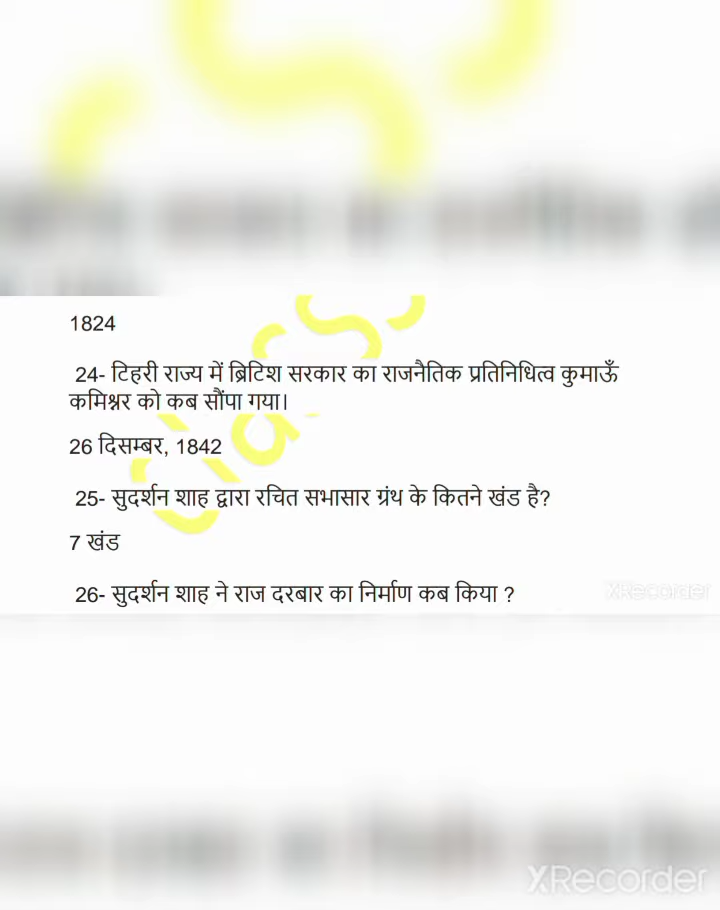 1824
24- टिहरी राज्य में ब्रिटिश सरकार का राजनैतिक प्रतिनिधित्व कुमाऊँ
कमिश्नर को कब सौंपा गया।
26 दिसम्बर, 1842
25- सुदर्शन शाह द्वारा रचित सभासार ग्रंथ के कितने खंड है?
7 खंड
26- सुदर्शन शाह ने राज दरबार का निर्माण कब किया ?
XRecorder
XRecorder